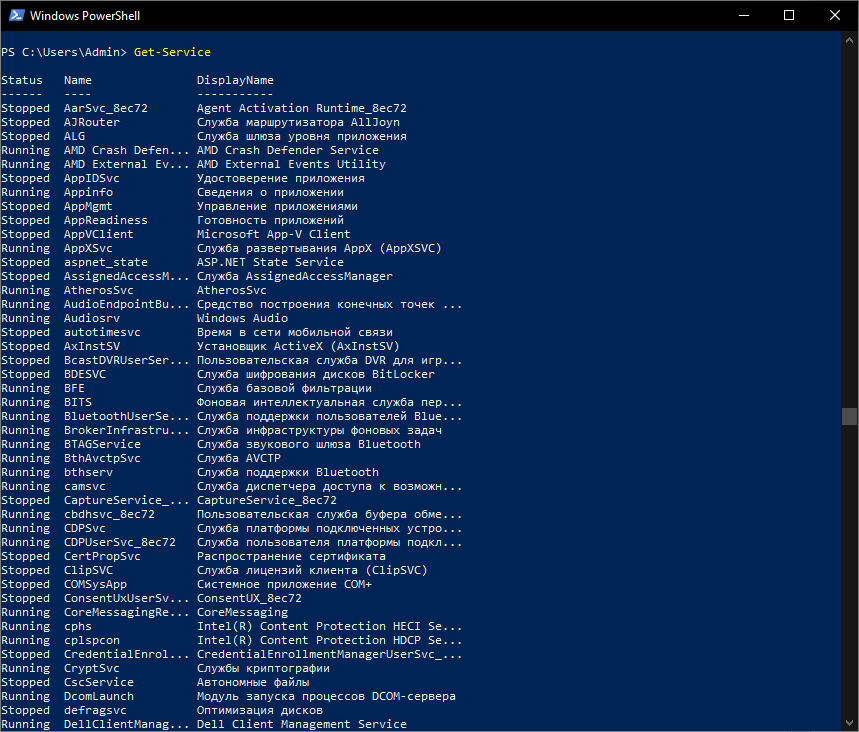 Windows PowerShell
PS C:\Users\Admin> Get-Service
Status Name DisplayName
------ ---- -----------
Stopped AarSvc_8ec72 Agent Activation Runtime_8ec72
Stopped AJRouter Служба маршрутизатора AllJoyn
Stopped ALG Служба шлюза уровня приложения
Running AMD Crash Defen... AMD Crash Defender Service
Running AMD External Ev... AMD External Events Utility
Stopped AppIDSvc Удостоверение приложения
Running Appinfo Сведения о приложении
Stopped AppMgmt Управление приложениями
Stopped AppReadiness Готовность приложений
Stopped AppVClient Microsoft App-V Client
Running AppXSvc Служба развертывания AppX (AppXSVC)
Stopped aspnet_state ASP.NET State Service
Stopped AssignedAccessM... Служба AssignedAccessManager
Running AtherosSvc AtherosSvc
Running AudioEndpointBu... Средство построения конечных точек ...
Running Audiosrv Windows Audio
Stopped autotimesvc Время в сети мобильной связи
Stopped AxInstSV Установщик ActiveX (AxInstSV)
Stopped BcastDVRUserSer... Пользовательская служба DVR для игр...
Stopped BDESVC Служба шифрования дисков BitLocker
Running BFE Служба базовой фильтрации
Running BITS Фоновая интеллектуальная служба пер...
Running BluetoothUserSe... Служба поддержки пользователей Blue...
Running BrokerInfrastru... Служба инфраструктуры фоновых задач
Running BTAGService Служба звукового шлюза Bluetooth
Running BthAvctpSvc Служба AVCTP
Running bthserv Служба поддержки Bluetooth
Running camsvc Служба диспетчера доступа к возможн...
Stopped CaptureService_... CaptureService_8ec72
Running cbdhsvc_8ec72 Пользовательская служба буфера обме...
Running CDPSvc Служба платформы подключенных устро...
Running CDPUserSvc_8ec72 Служба пользователя платформы подкл...
Stopped CertPropSvc Распространение сертификата
Stopped ClipSVC Служба лицензий клиента (ClipSVC)
Stopped COMSysApp Системное приложение COM+
Stopped ConsentUxUserSv... ConsentUX_8ec72
Running CoreMessagingRe... CoreMessaging
Running cphs Intel(R) Content Protection HECI Se...
Running cplspcon Intel(R) Content Protection HDCP Se...
Stopped CredentialEnrol... CredentialEnrollmentManagerUserSvc_...
Running CryptSvc Службы криптографии
Stopped CscService Автономные файлы
Running DcomLaunch Модуль запуска процессов DCOM-сервера
Stopped defragsvc Оптимизация дисков
Running DellClientManag... Dell Client Management Service